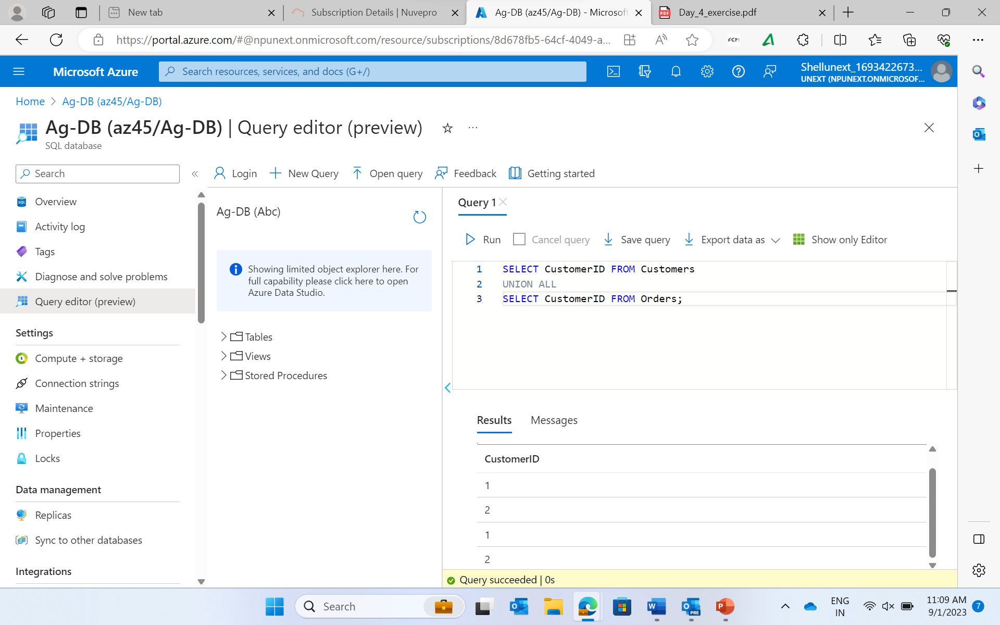 New tab
Subscription Details | Nuvepro
Ag-DB (az45/Ag-DB) - Microsoft
PDF
Day_4_exercise.pdf
https://portal.azure.com/#@npunext.onmicrosoft.com/resource/subscriptions/8d678fb5-64cf-4049-a...
FCM
Microsoft Azure
Search resources, services, and docs (G+/)
Shellunext_1693422673...
UNEXT (NPUNEXT.ONMICROSOF...
Home > Ag-DB (az45/Ag-DB)
Ag-DB (az45/Ag-DB) | Query editor (preview)
SQL database
Search
Login
New Query
Open query
Feedback
Getting started
Overview
Activity log
Tags
Diagnose and solve problems
Query editor (preview)
Settings
Compute + storage
Connection strings
Maintenance
Properties
Locks
Data management
Replicas
Sync to other databases
Integrations
Ag-DB (Abc)
Showing limited object explorer here. For
full capability please click here to open
Azure Data Studio.
Tables
Views
Stored Procedures
Query 1
Run
Cancel query
Save query
Export data as
Show only Editor
1 SELECT CustomerID FROM Customers
2 UNION ALL
3 SELECT CustomerID FROM Orders;
Results
Messages
CustomerID
1
2
1
2
Query succeeded | 0s
Search
ENG
IN
11:09 AM
9/1/2023
7